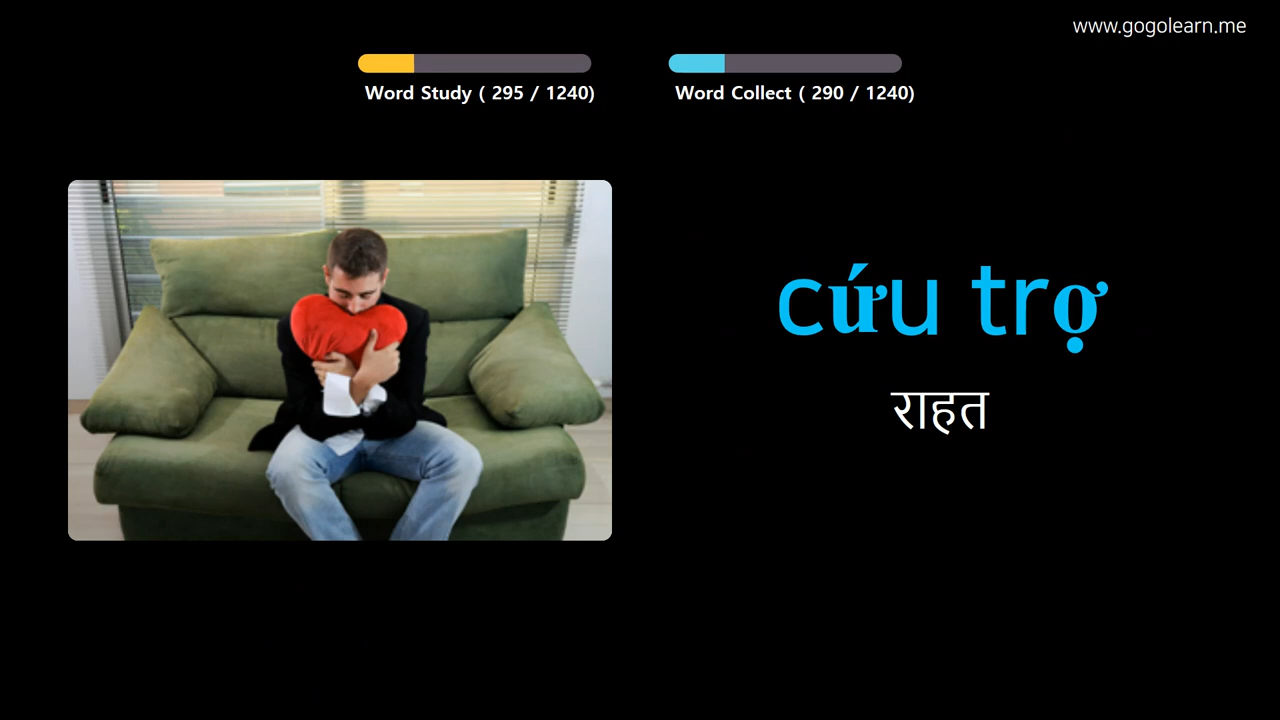 www.gogolearn.me
Word Study ( 295 / 1240)
Word Collect ( 290 / 1240)
cứu trợ
राहत